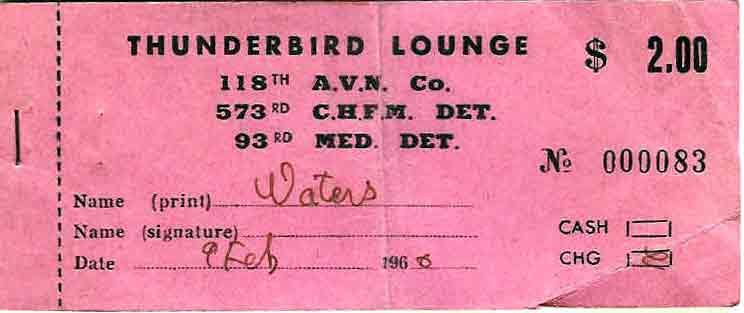 THUNDERBIRD LOUNGE
$ 2.00
118TH A.V.N. Co.
573RD C.H.F.M. DET.
93RD MED. DET.
No 000083
Name (print) Waters
Name (signature)
CASH
Date 9 Feb 1968
CHG